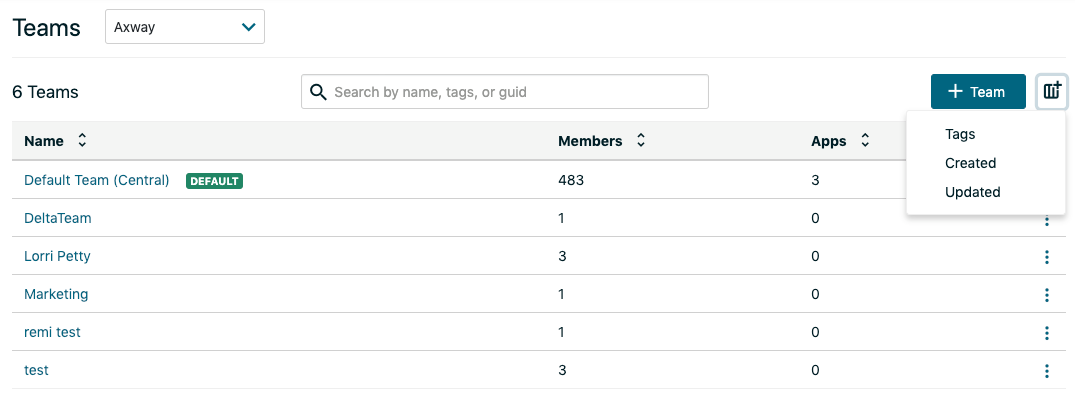 Teams Axway
6 Teams Search by name, tags, or guid + Team
Name Members Apps
Tags
Created
Updated
Default Team (Central) DEFAULT 483 3
DeltaTeam 1 0
Lorri Petty 3 0
Marketing 1 0
remi test 1 0
test 3 0